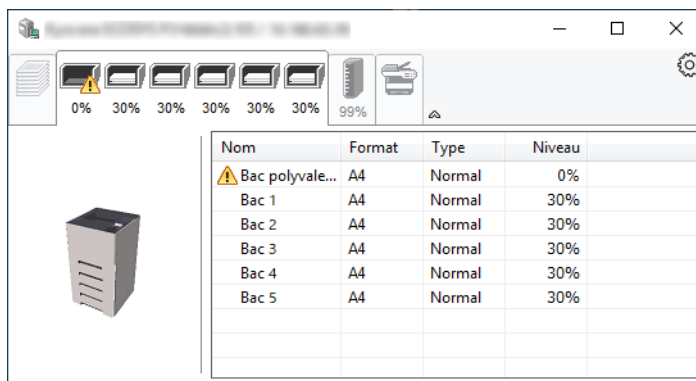 0% 30% 30% 30% 30% 30% 99%
Nom Format Type Niveau
Bac polyvale... A4 Normal 0%
Bac 1 A4 Normal 30%
Bac 2 A4 Normal 30%
Bac 3 A4 Normal 30%
Bac 4 A4 Normal 30%
Bac 5 A4 Normal 30%